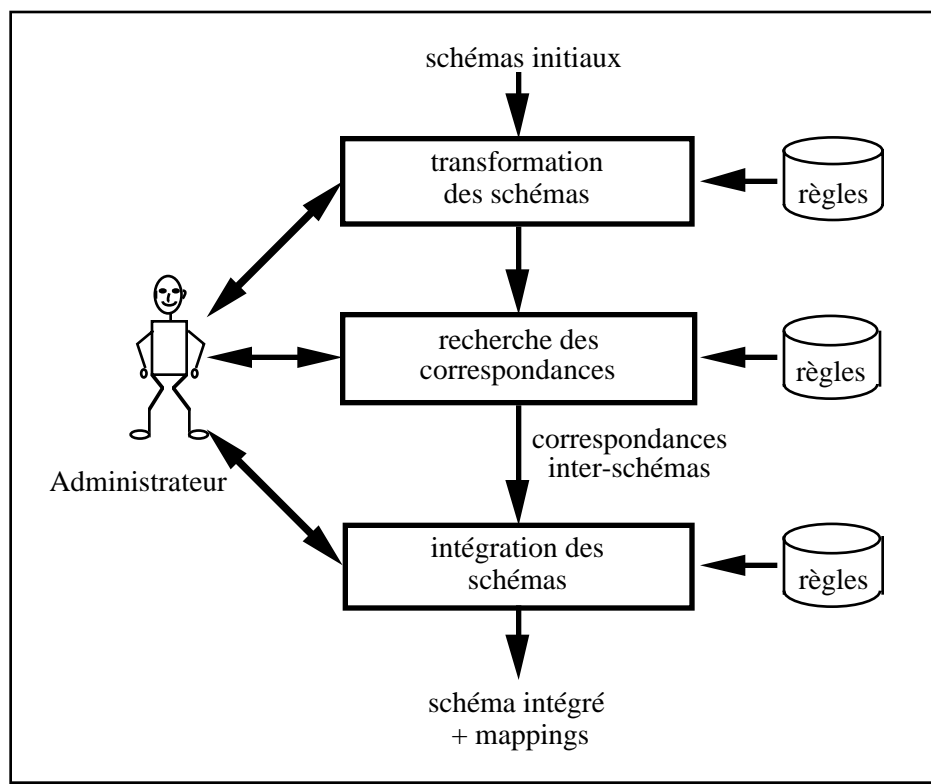 schémas initiaux
transformation
des schémas
règles
recherche des
correspondances
règles
correspondances
inter-schémas
Administrateur
intégration des
schémas
règles
schéma intégré
+ mappings